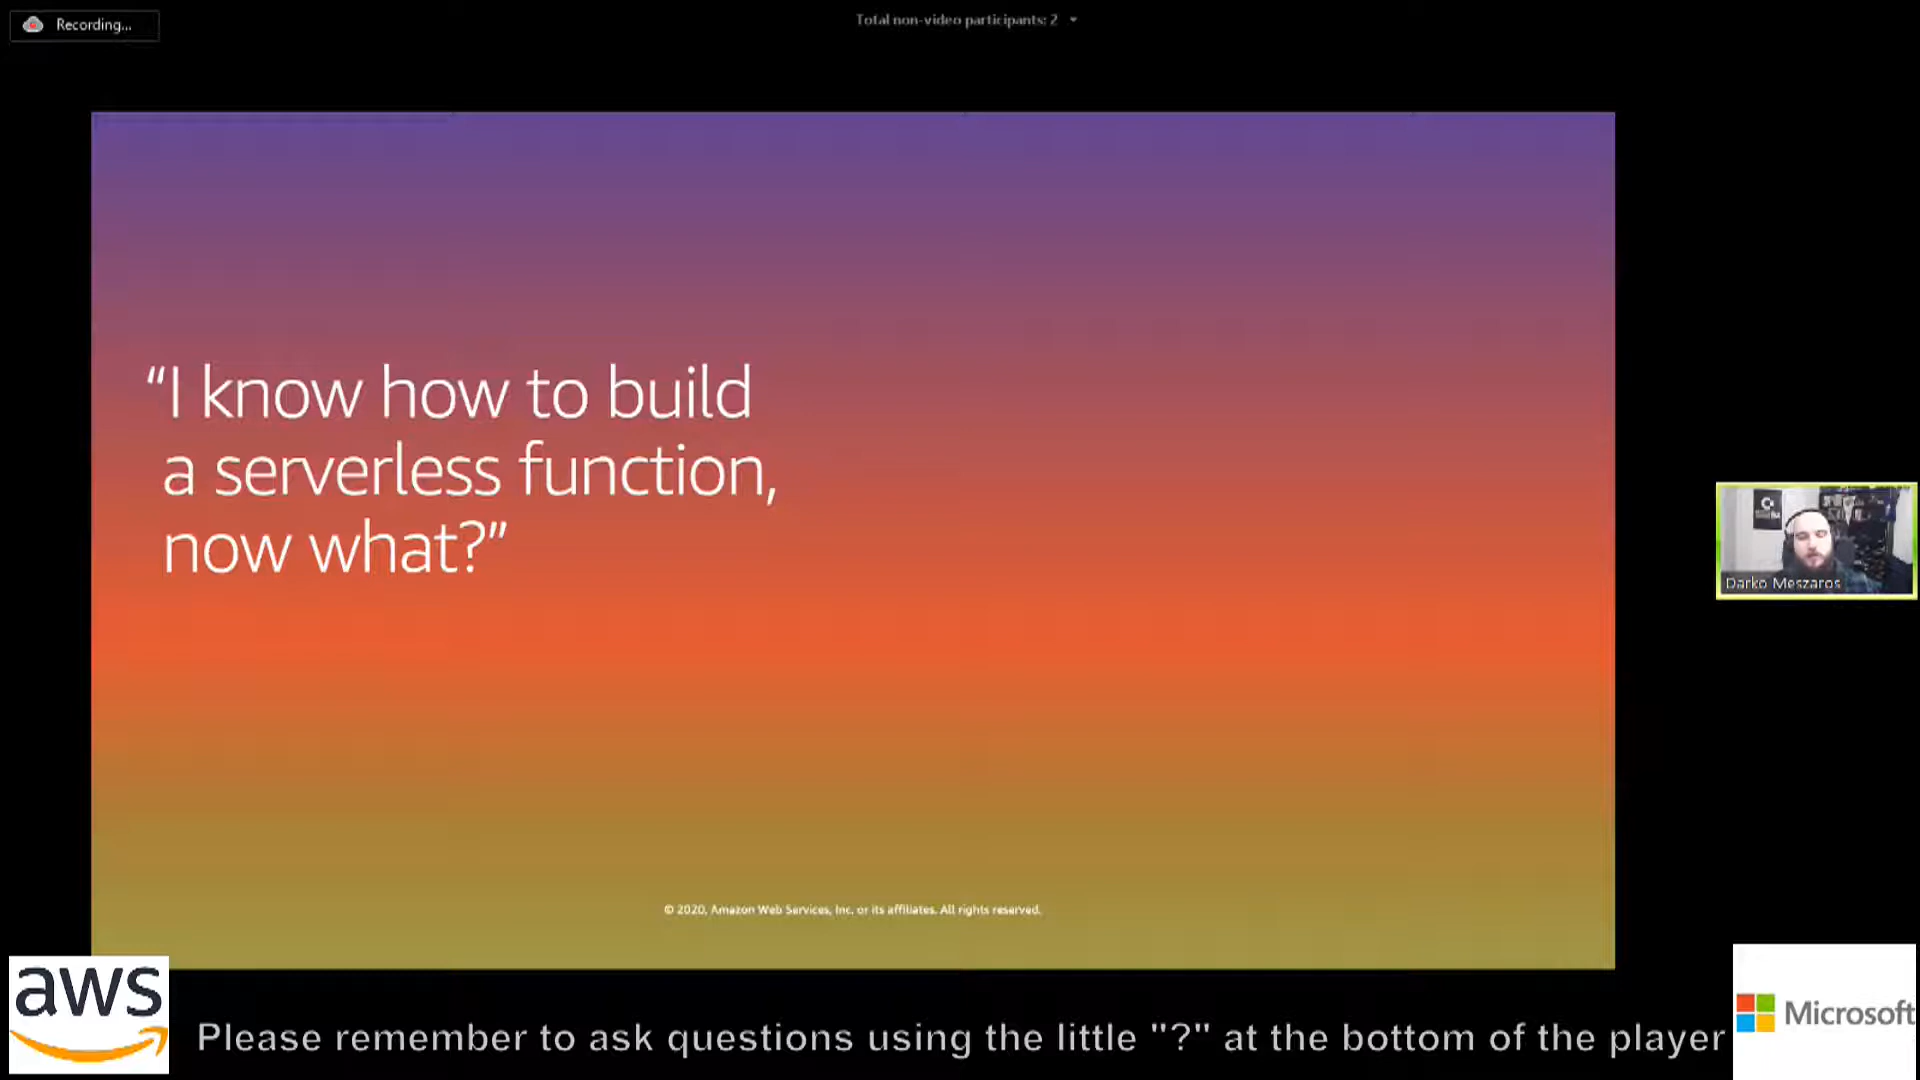 Recording...
Total non-video participants: 2
“I know how to build
a serverless function,
now what?”
Darko Meszaros
© 2020, Amazon Web Services, Inc. or its affiliates. All rights reserved.
aws
Please remember to ask questions using the little "?" at the bottom of the player
Microsoft